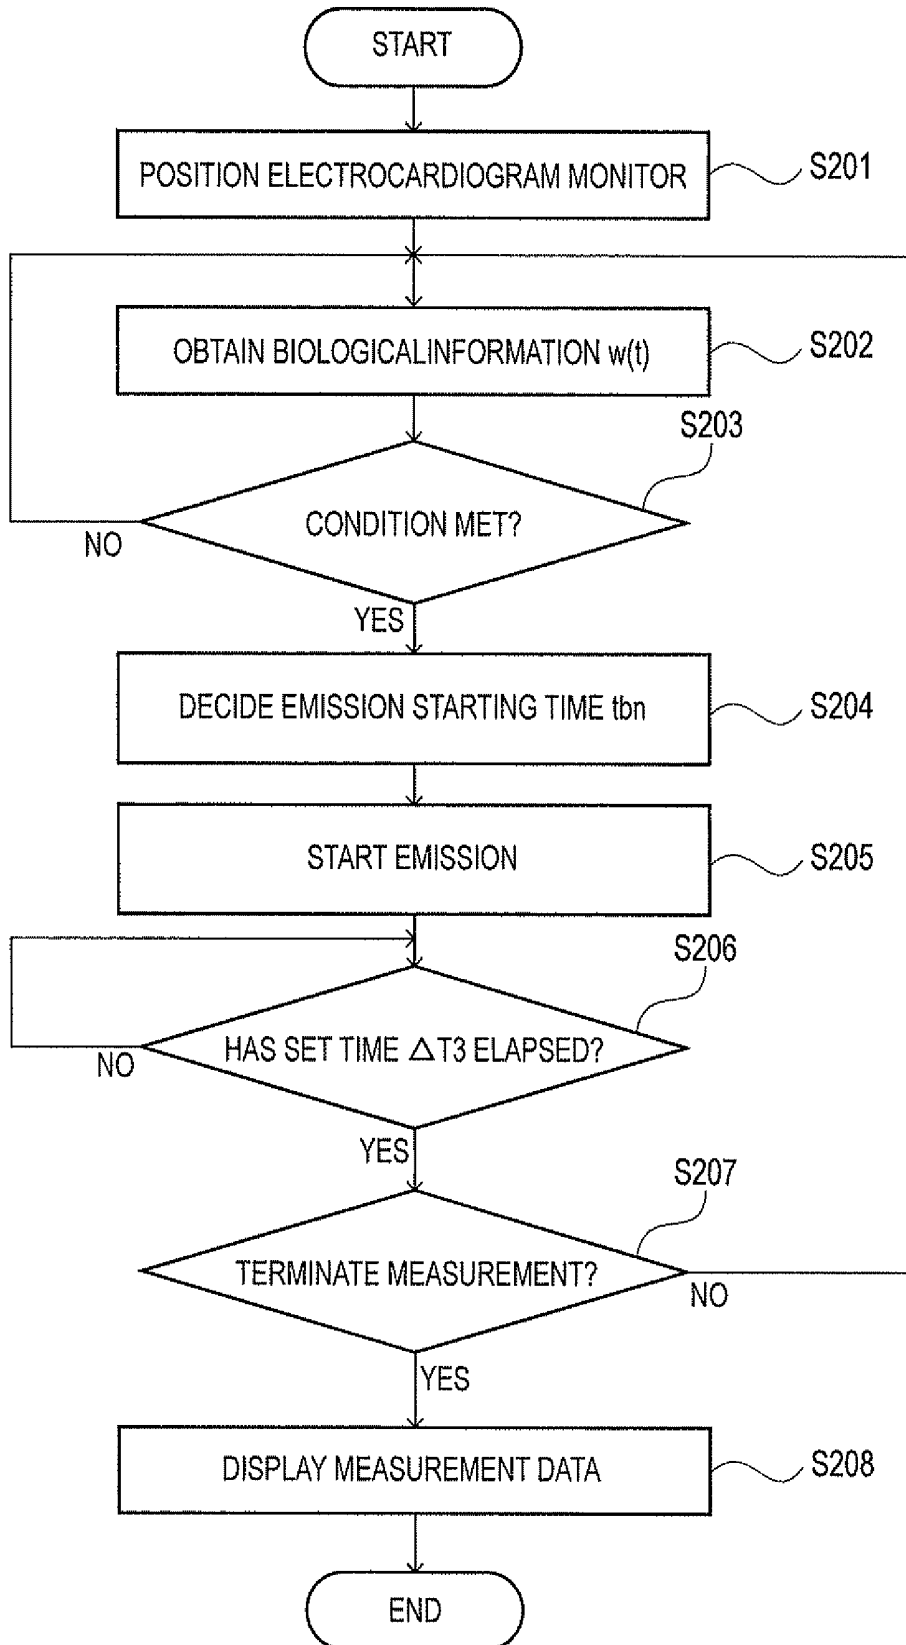 START
POSITION ELECTROCARDIOGRAM MONITOR
S201
OBTAIN BIOLOGICALINFORMATION w(t)
S202
S203
CONDITION MET?
NO
YES
DECIDE EMISSION STARTING TIME tbn
S204
START EMISSION
S205
S206
HAS SET TIME △T3 ELAPSED?
NO
YES
S207
TERMINATE MEASUREMENT?
NO
YES
DISPLAY MEASUREMENT DATA
S208
END